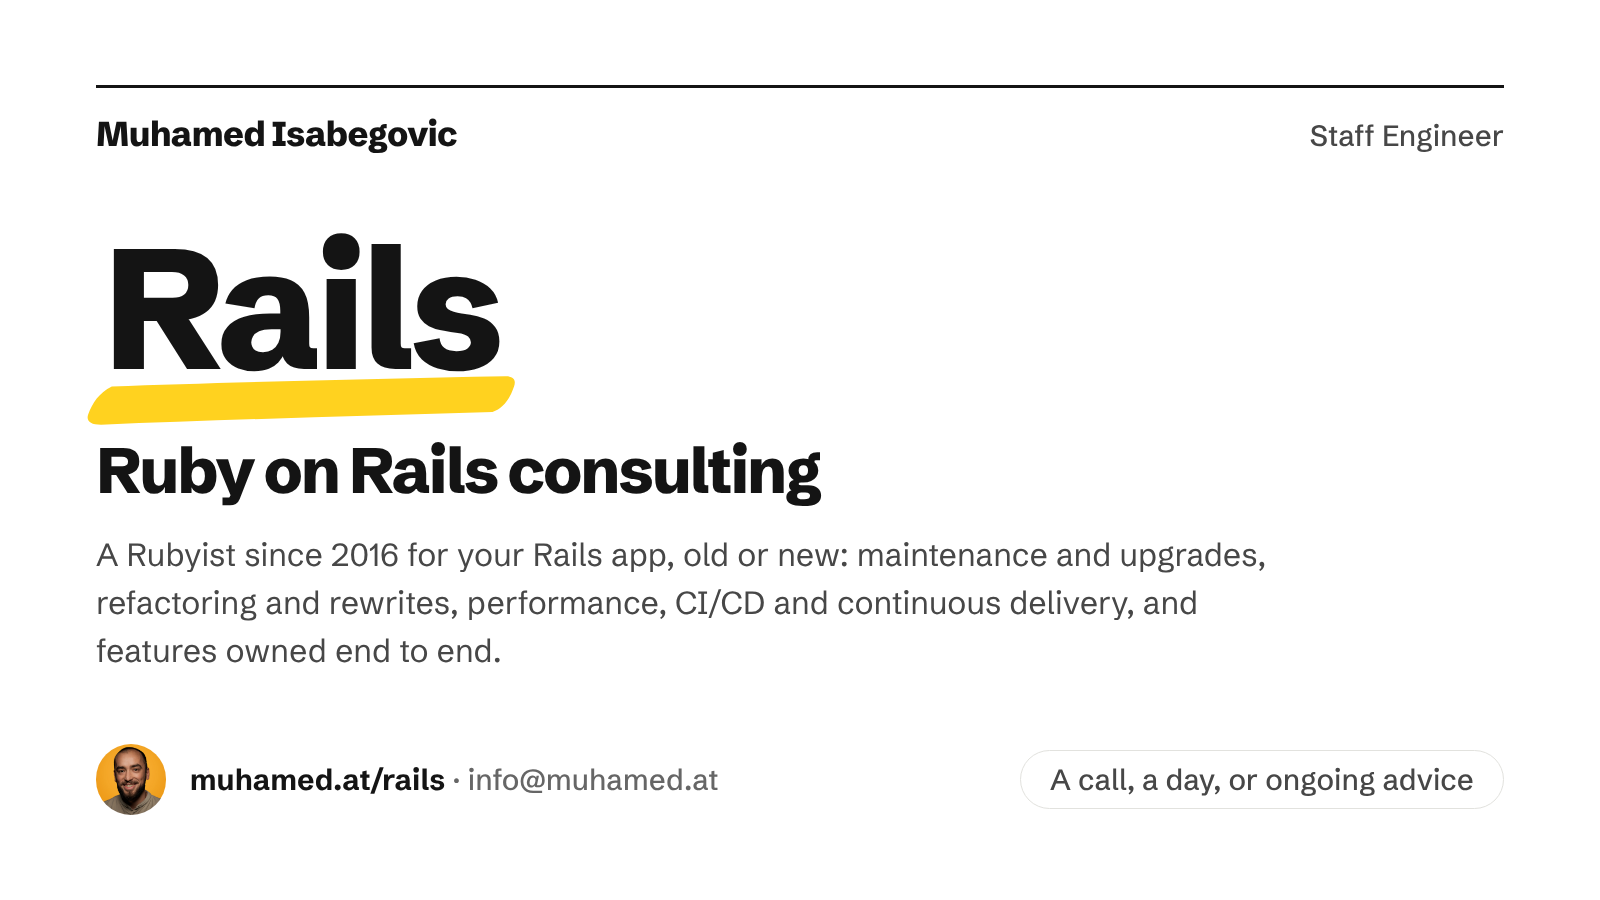 Muhamed Isabegovic
Staff Engineer
Rails
Ruby on Rails consulting
A Rubyist since 2016 for your Rails app, old or new: maintenance and upgrades,
refactoring and rewrites, performance, CI/CD and continuous delivery, and
features owned end to end.
muhamed.at/rails · info@muhamed.at
A call, a day, or ongoing advice